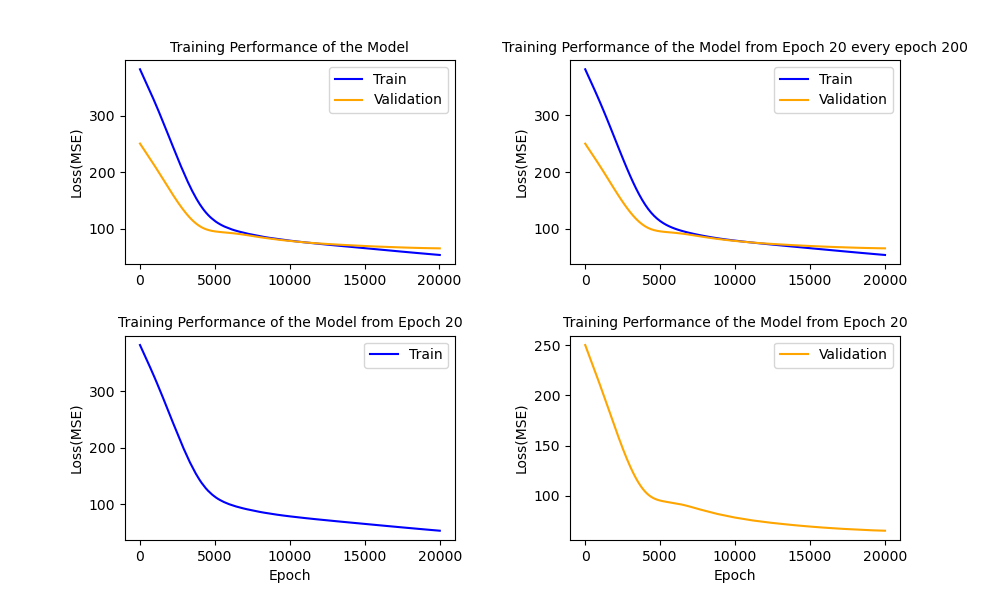 Training Performance of the Model
Loss(MSE)
300
200
100
0
5000
10000
15000
20000
Train
Validation
Training Performance of the Model from Epoch 20 every epoch 200
Loss(MSE)
300
200
100
0
5000
10000
15000
20000
Train
Validation
Training Performance of the Model from Epoch 20
Loss(MSE)
300
200
100
0
5000
10000
15000
20000
Epoch
Train
Training Performance of the Model from Epoch 20
Loss(MSE)
250
200
150
100
0
5000
10000
15000
20000
Epoch
Validation